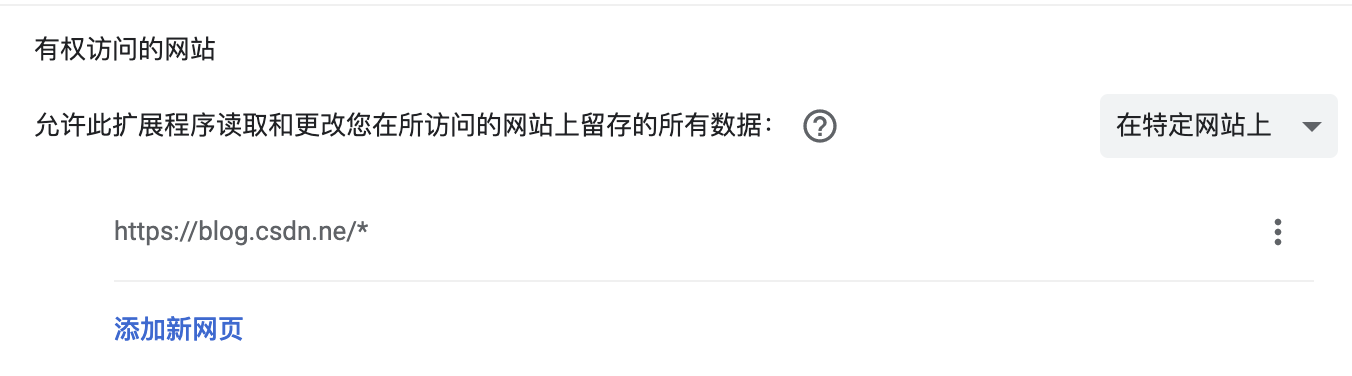 有权访问的网站
允许此扩展程序读取和更改您在所访问的网站上留存的所有数据：
在特定网站上
https://blog.csdn.ne/*
添加新网页